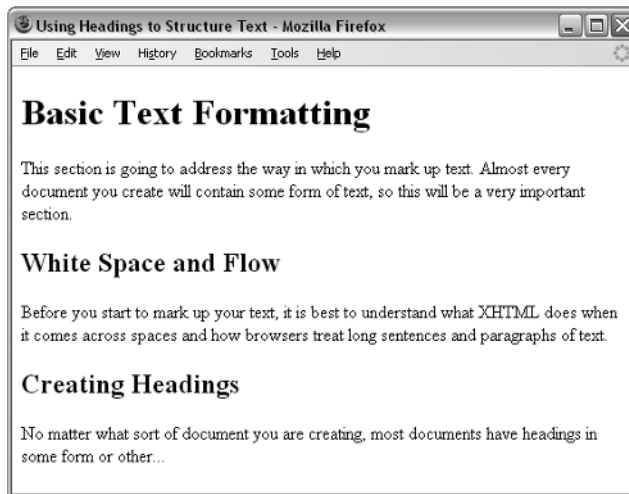 Using Headings to Structure Text - Mozilla Firefox
File Edit View History Bookmarks Tools Help
Basic Text Formatting
This section is going to address the way in which you mark up text. Almost every
document you create will contain some form of text, so this will be a very important
section.
White Space and Flow
Before you start to mark up your text, it is best to understand what XHTML does when
it comes across spaces and how browsers treat long sentences and paragraphs of text.
Creating Headings
No matter what sort of document you are creating, most documents have headings in
some form or other...